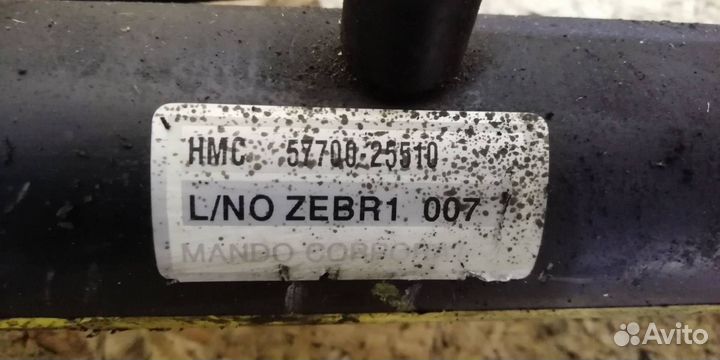 HMC 57700-25510
L/NO ZEBR1 007
MANDO
Avito